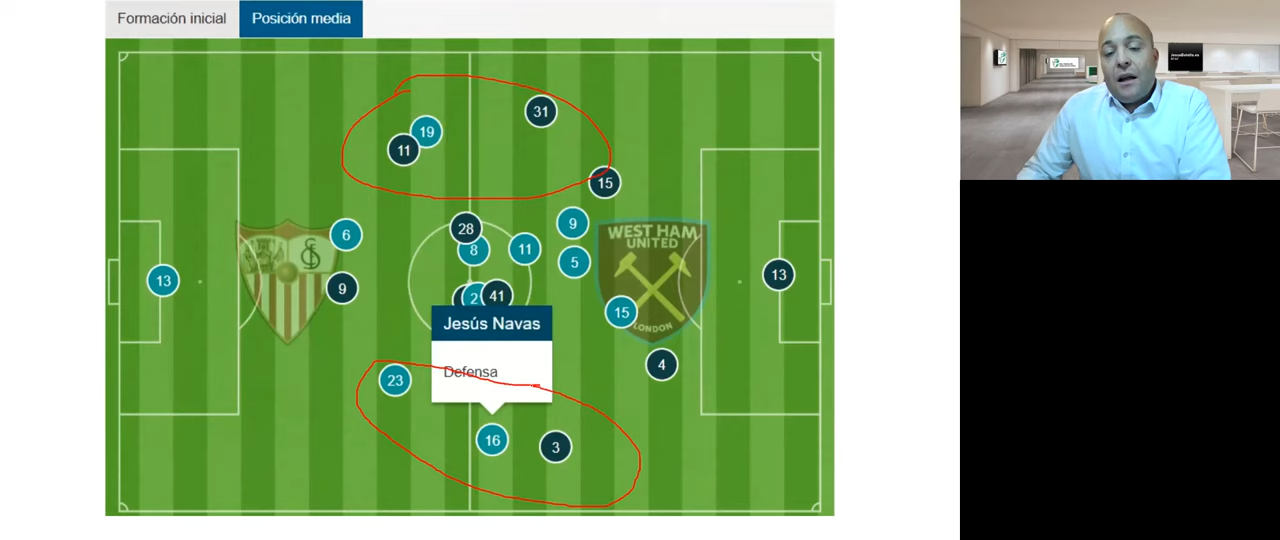 Formación inicial
Posición media
31
19
11
15
28
9
6
8
11
5
WEST HAM
UNITED
13
9
13
2
41
15
LONDON
Jesús Navas
4
Defensa
23
16
3